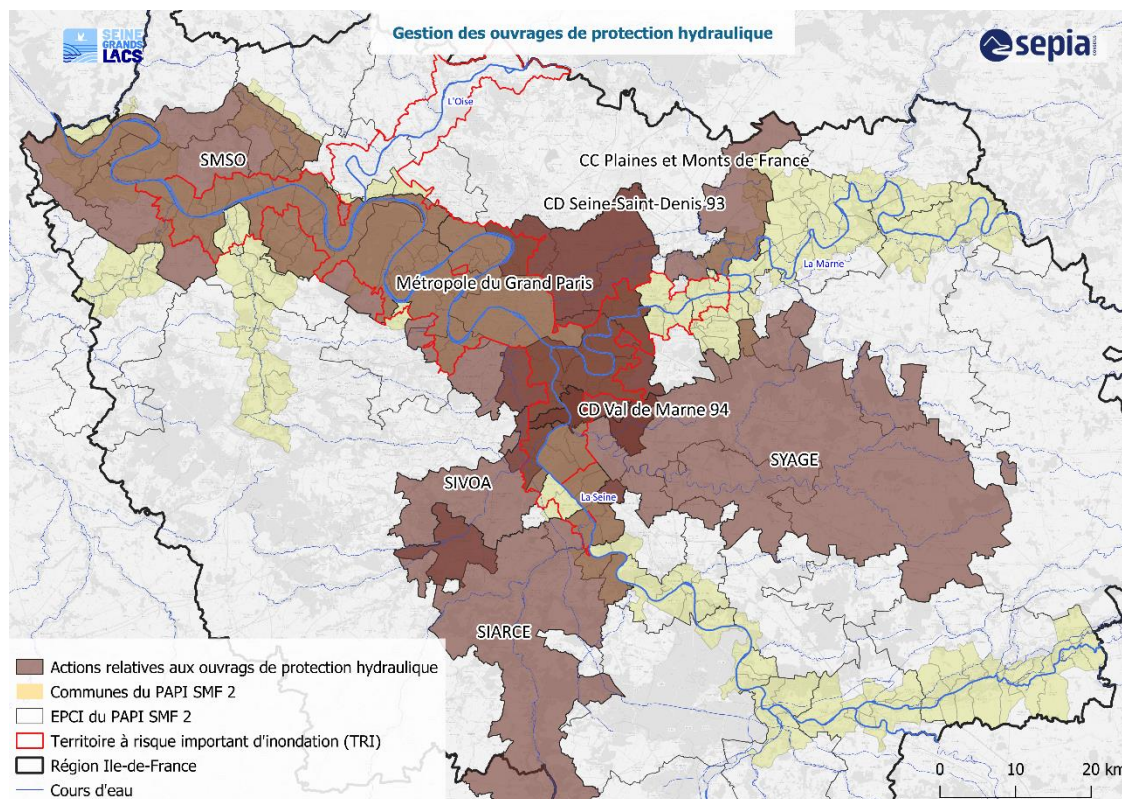 SEINE
GRANDS
LACS
Gestion des ouvrages de protection hydraulique
sepia
conseils
L'Oise
SMSO
CC Plaines et Monts de France
CD Seine-Saint-Denis 93
La Marne
Métropole du Grand Paris
CD Val de Marne 94
SYAGE
SIVOA
La Seine
SIARCE
Actions relatives aux ouvrags de protection hydraulique
Communes du PAPI SMF 2
EPCI du PAPI SMF 2
Territoire à risque important d'inondation (TRI)
Région Ile-de-France
Cours d'eau
0 10 20 km